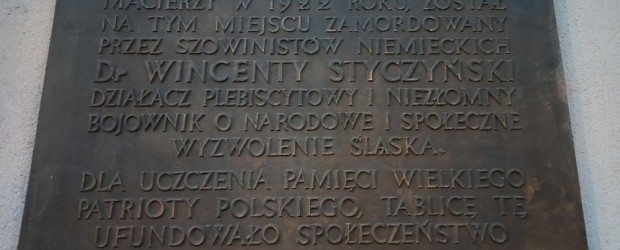 MACIERZY W 1922 ROKU, ZOSTAŁ
NA TYM MIEJSCU ZAMORDOWANY
PRZEZ SZOWINISTÓW NIEMIECKICH
Dr WINCENTY STYCZYŃSKI
DZIAŁACZ PLEBISCYTOWY I NIEZŁOMNY
BOJOWNIK O NARODOWE I SPOŁECZNE
WYZWOLENIE ŚLĄSKA.
DLA UCZCZENIA PAMIĘCI WIELKIEGO
PATRIOTY POLSKIEGO, TABLICĘ TĘ
UFUNDOWAŁO SPOŁECZEŃSTWO